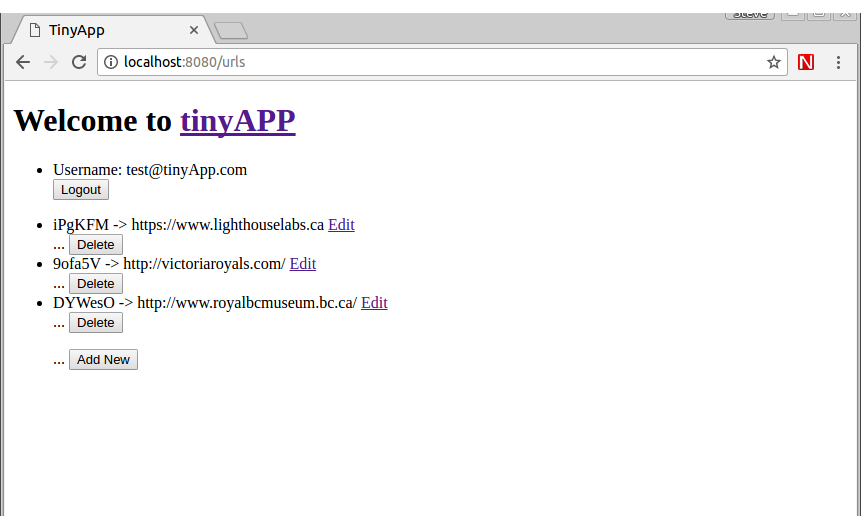 Steve
TinyApp
localhost:8080/urls
N
Welcome to tinyAPP
Username: test@tinyApp.com
Logout
iPgKFM -> https://www.lighthouselabs.ca Edit
... Delete
9ofa5V -> http://victoriaroyals.com/ Edit
... Delete
DYWesO -> http://www.royalbcmuseum.bc.ca/ Edit
... Delete
... Add New